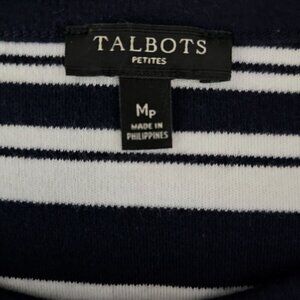 TALBOTS
PETITES
MP
MADE IN
PHILIPPINES